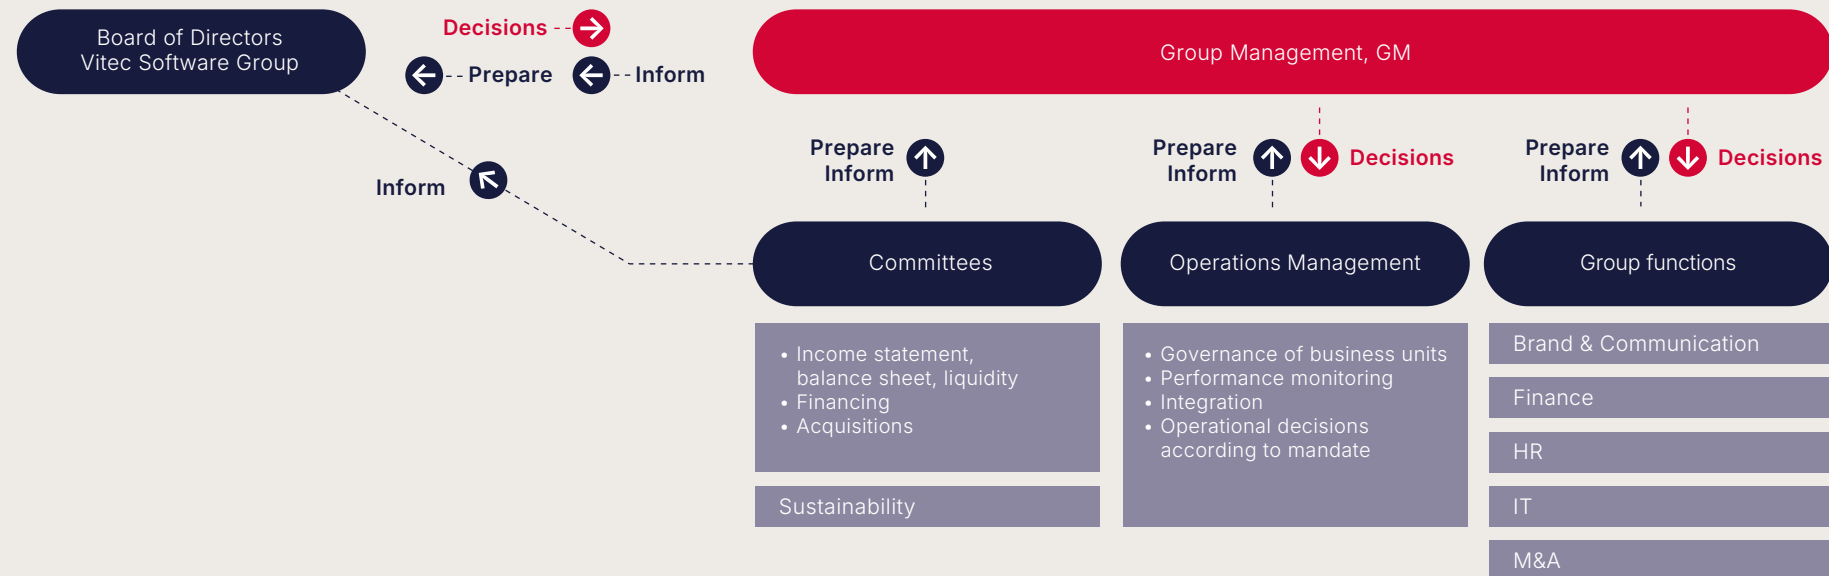 Board of Directors
Vitec Software Group
Decisions
Prepare
Inform
Group Management, GM
Inform
Prepare
Inform
Prepare
Inform
Decisions
Prepare
Inform
Decisions
Committees
Operations Management
Group functions
• Income statement,
balance sheet, liquidity
• Financing
• Acquisitions
Sustainability
• Governance of business units
• Performance monitoring
• Integration
• Operational decisions
according to mandate
Brand & Communication
Finance
HR
IT
M&A